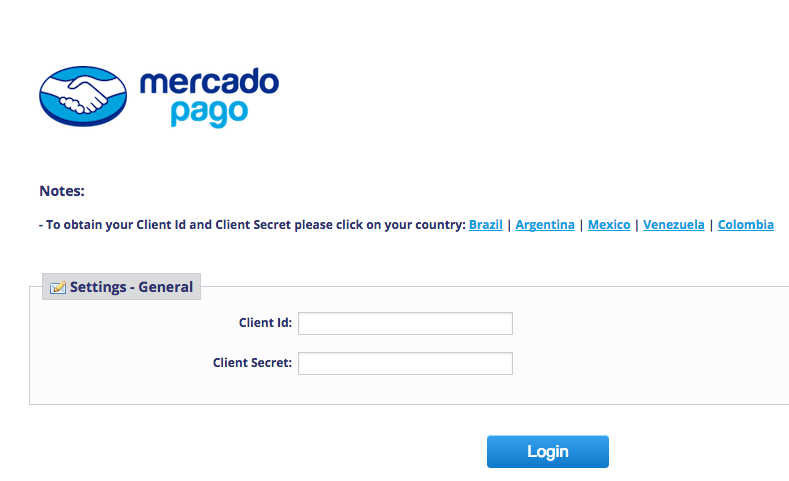 mercado
pago
Notes:
- To obtain your Client Id and Client Secret please click on your country: Brazil | Argentina | Mexico | Venezuela | Colombia
Settings - General
Client Id:
Client Secret:
Login